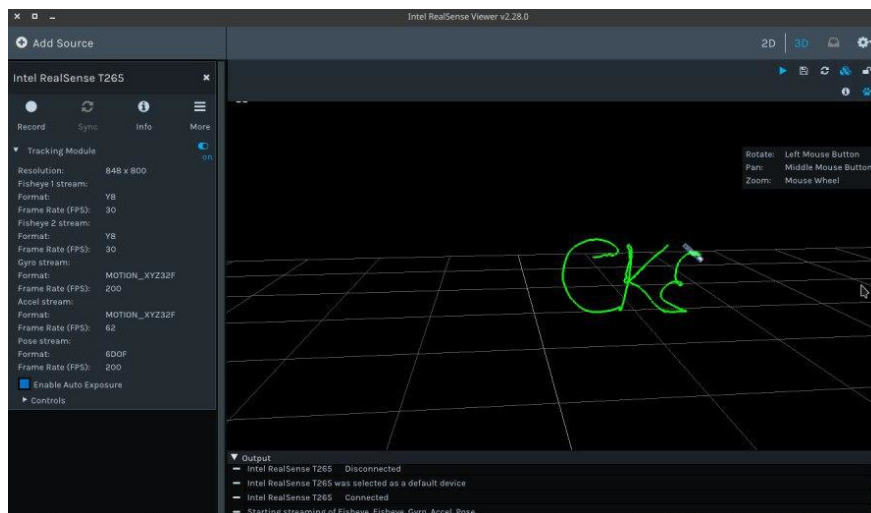 Intel RealSense Viewer v2.28.0
Add Source
2D
3D
Intel RealSense T265
Record
Sync
Info
More
Tracking Module
on
Resolution: 848 x 800
Fisheye 1 stream:
Format: Y8
Frame Rate (FPS): 30
Fisheye 2 stream:
Format: Y8
Frame Rate (FPS): 30
Gyro stream:
Format: MOTION_XYZ32F
Frame Rate (FPS): 200
Accel stream:
Format: MOTION_XYZ32F
Frame Rate (FPS): 62
Pose stream:
Format: 6DOF
Frame Rate (FPS): 200
Enable Auto Exposure
Controls
Rotate: Left Mouse Button
Pan: Middle Mouse Button
Zoom: Mouse Wheel
Output
Intel RealSense T265 Disconnected
Intel RealSense T265 was selected as a default device
Intel RealSense T265 Connected
Starting streaming of Fisheye, Fisheye, Gyro, Accel, Pose...